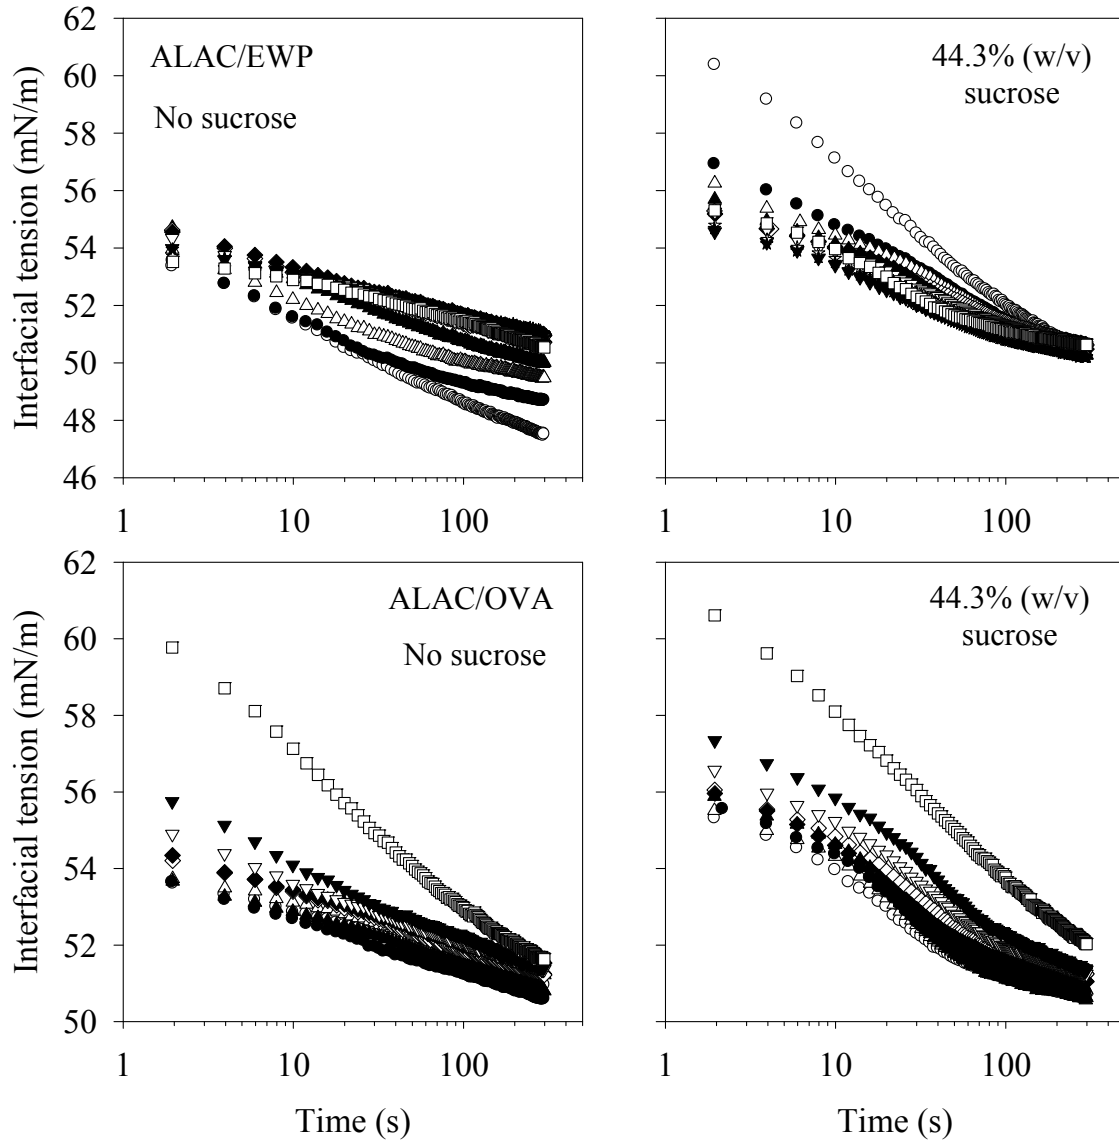 62
60
58
56
54
52
50
48
46
Interfacial tension (mN/m)
ALAC/EWP
No sucrose
1 10 100
44.3% (w/v)
sucrose
1 10 100
62
60
58
56
54
52
50
Interfacial tension (mN/m)
ALAC/OVA
No sucrose
1 10 100
Time (s)
44.3% (w/v)
sucrose
1 10 100
Time (s)